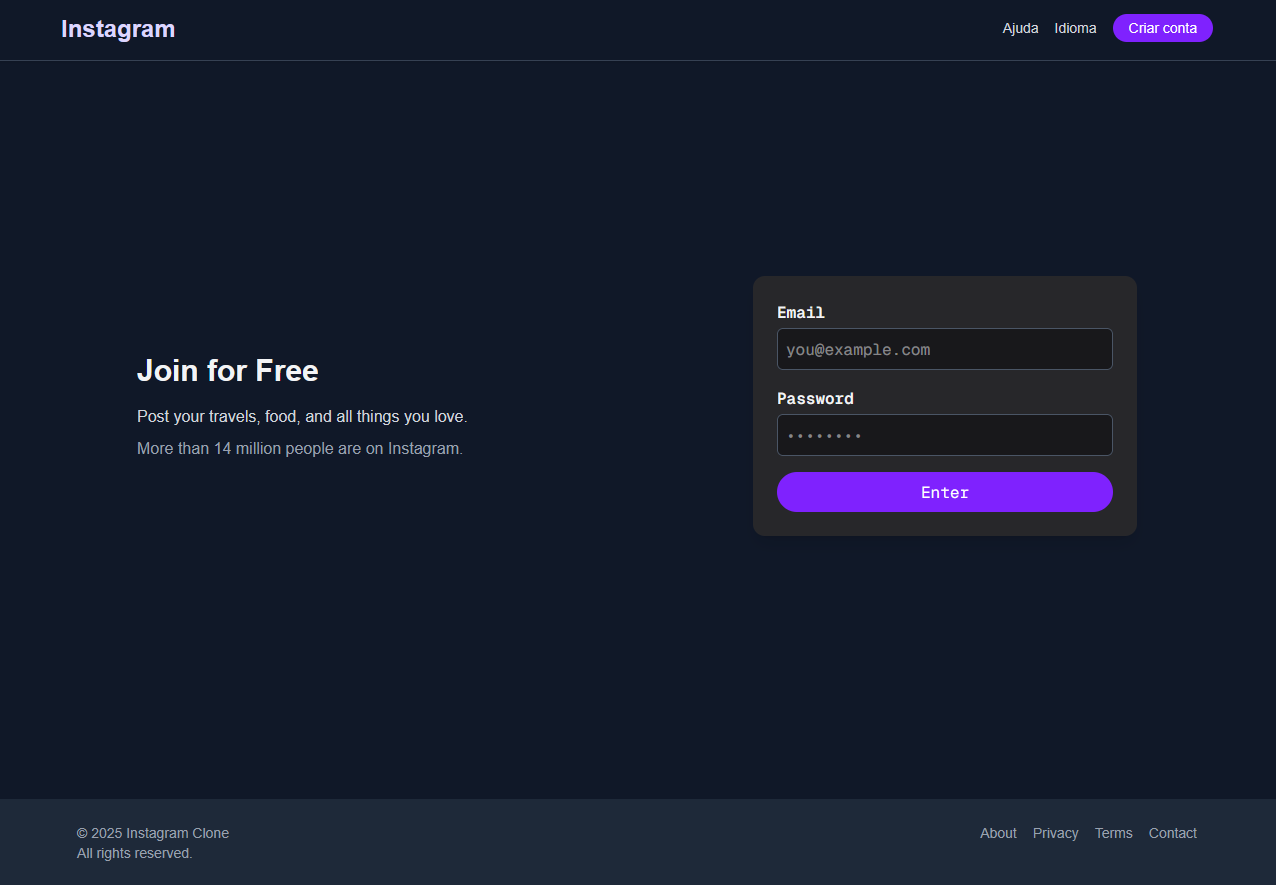 Instagram
Ajuda Idioma Criar conta
Join for Free
Post your travels, food, and all things you love.
More than 14 million people are on Instagram.
Email
you@example.com
Password
••••••••
Enter
© 2025 Instagram Clone
All rights reserved.
About Privacy Terms Contact